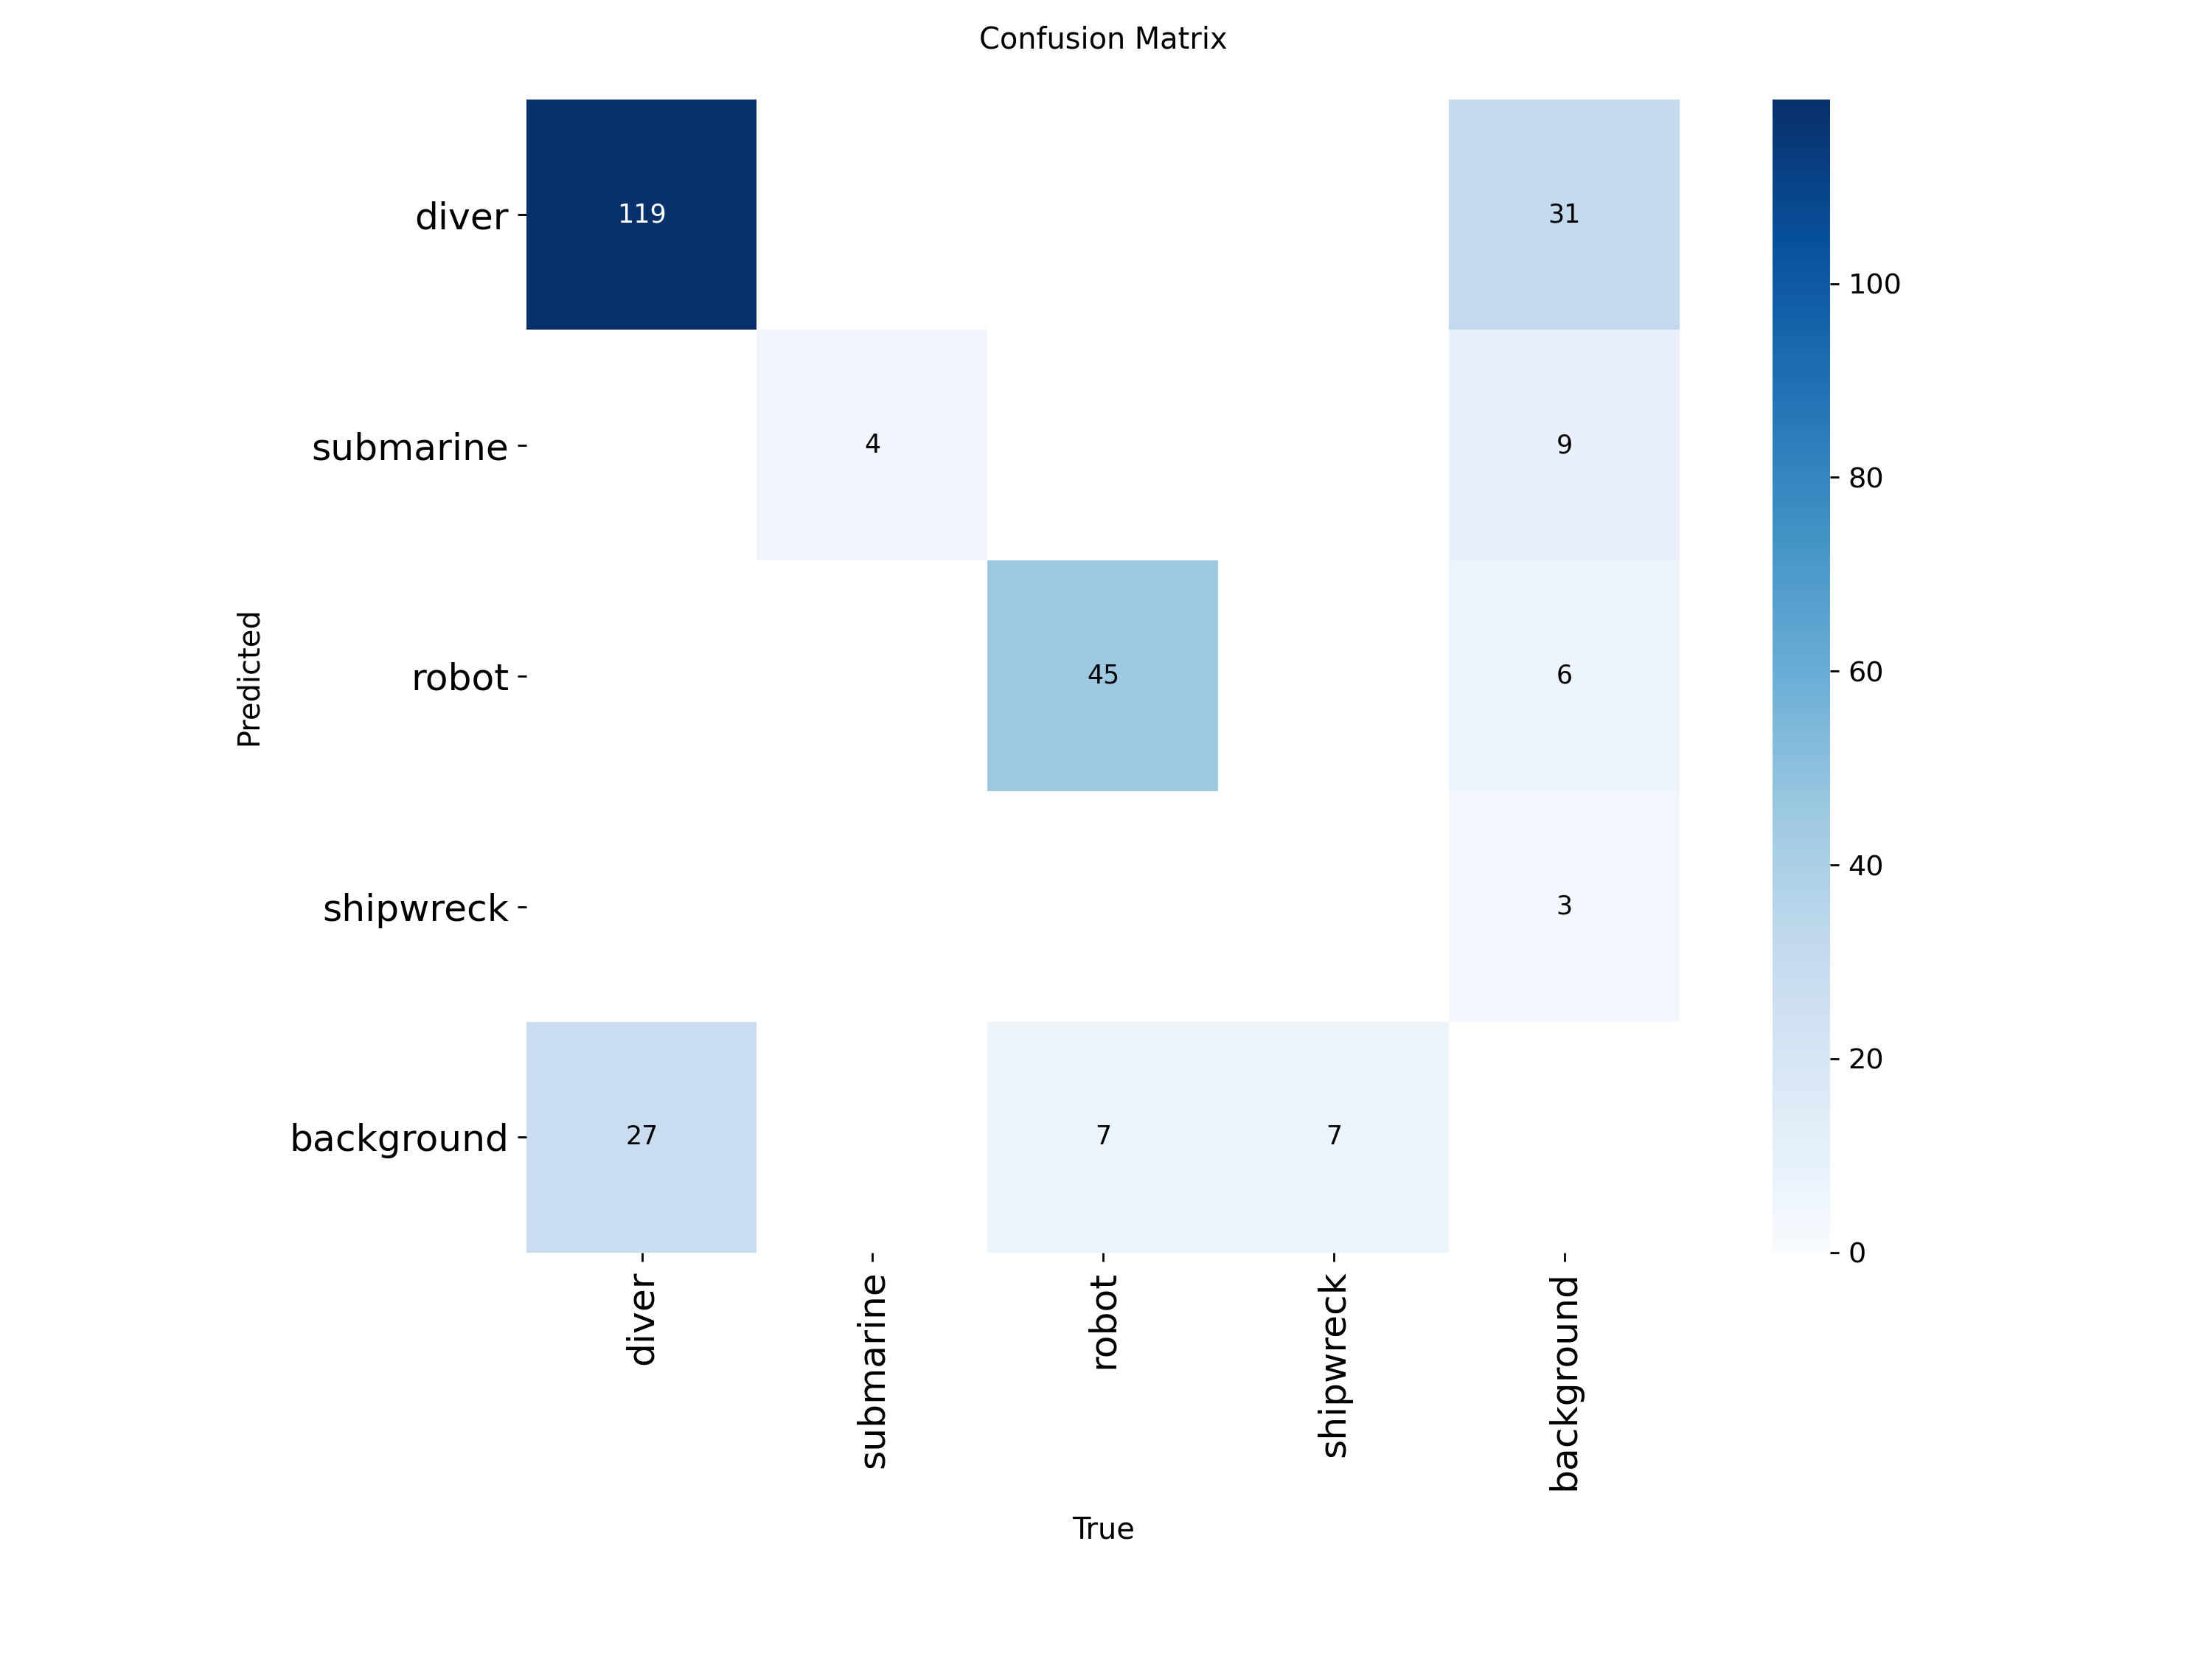 Confusion Matrix
diver
119
31
100
submarine
4
9
80
Predicted
robot
45
6
60
shipwreck
3
40
background
27
7
7
20
0
diver
submarine
robot
shipwreck
background
True